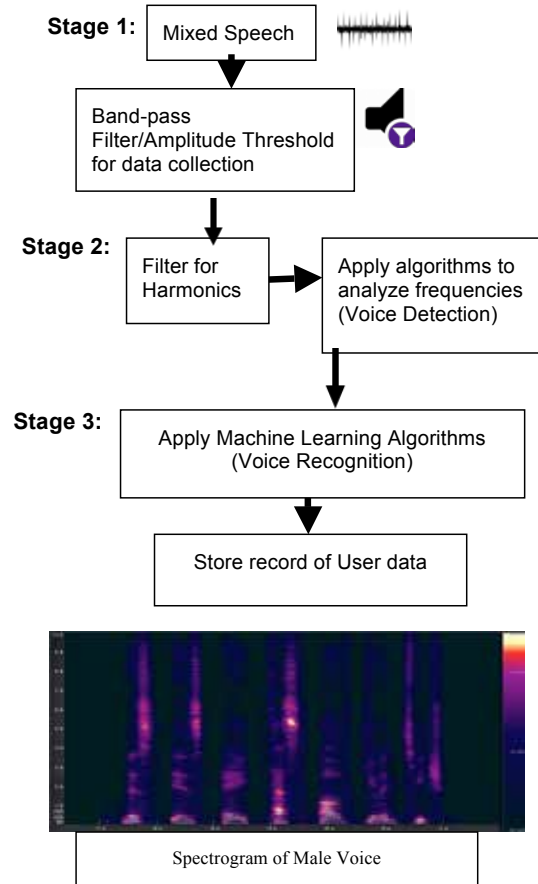 Stage 1:
Mixed Speech
Band-pass
Filter/Amplitude Threshold
for data collection
Stage 2:
Filter for
Harmonics
Apply algorithms to
analyze frequencies
(Voice Detection)
Stage 3:
Apply Machine Learning Algorithms
(Voice Recognition)
Store record of User data
Spectrogram of Male Voice